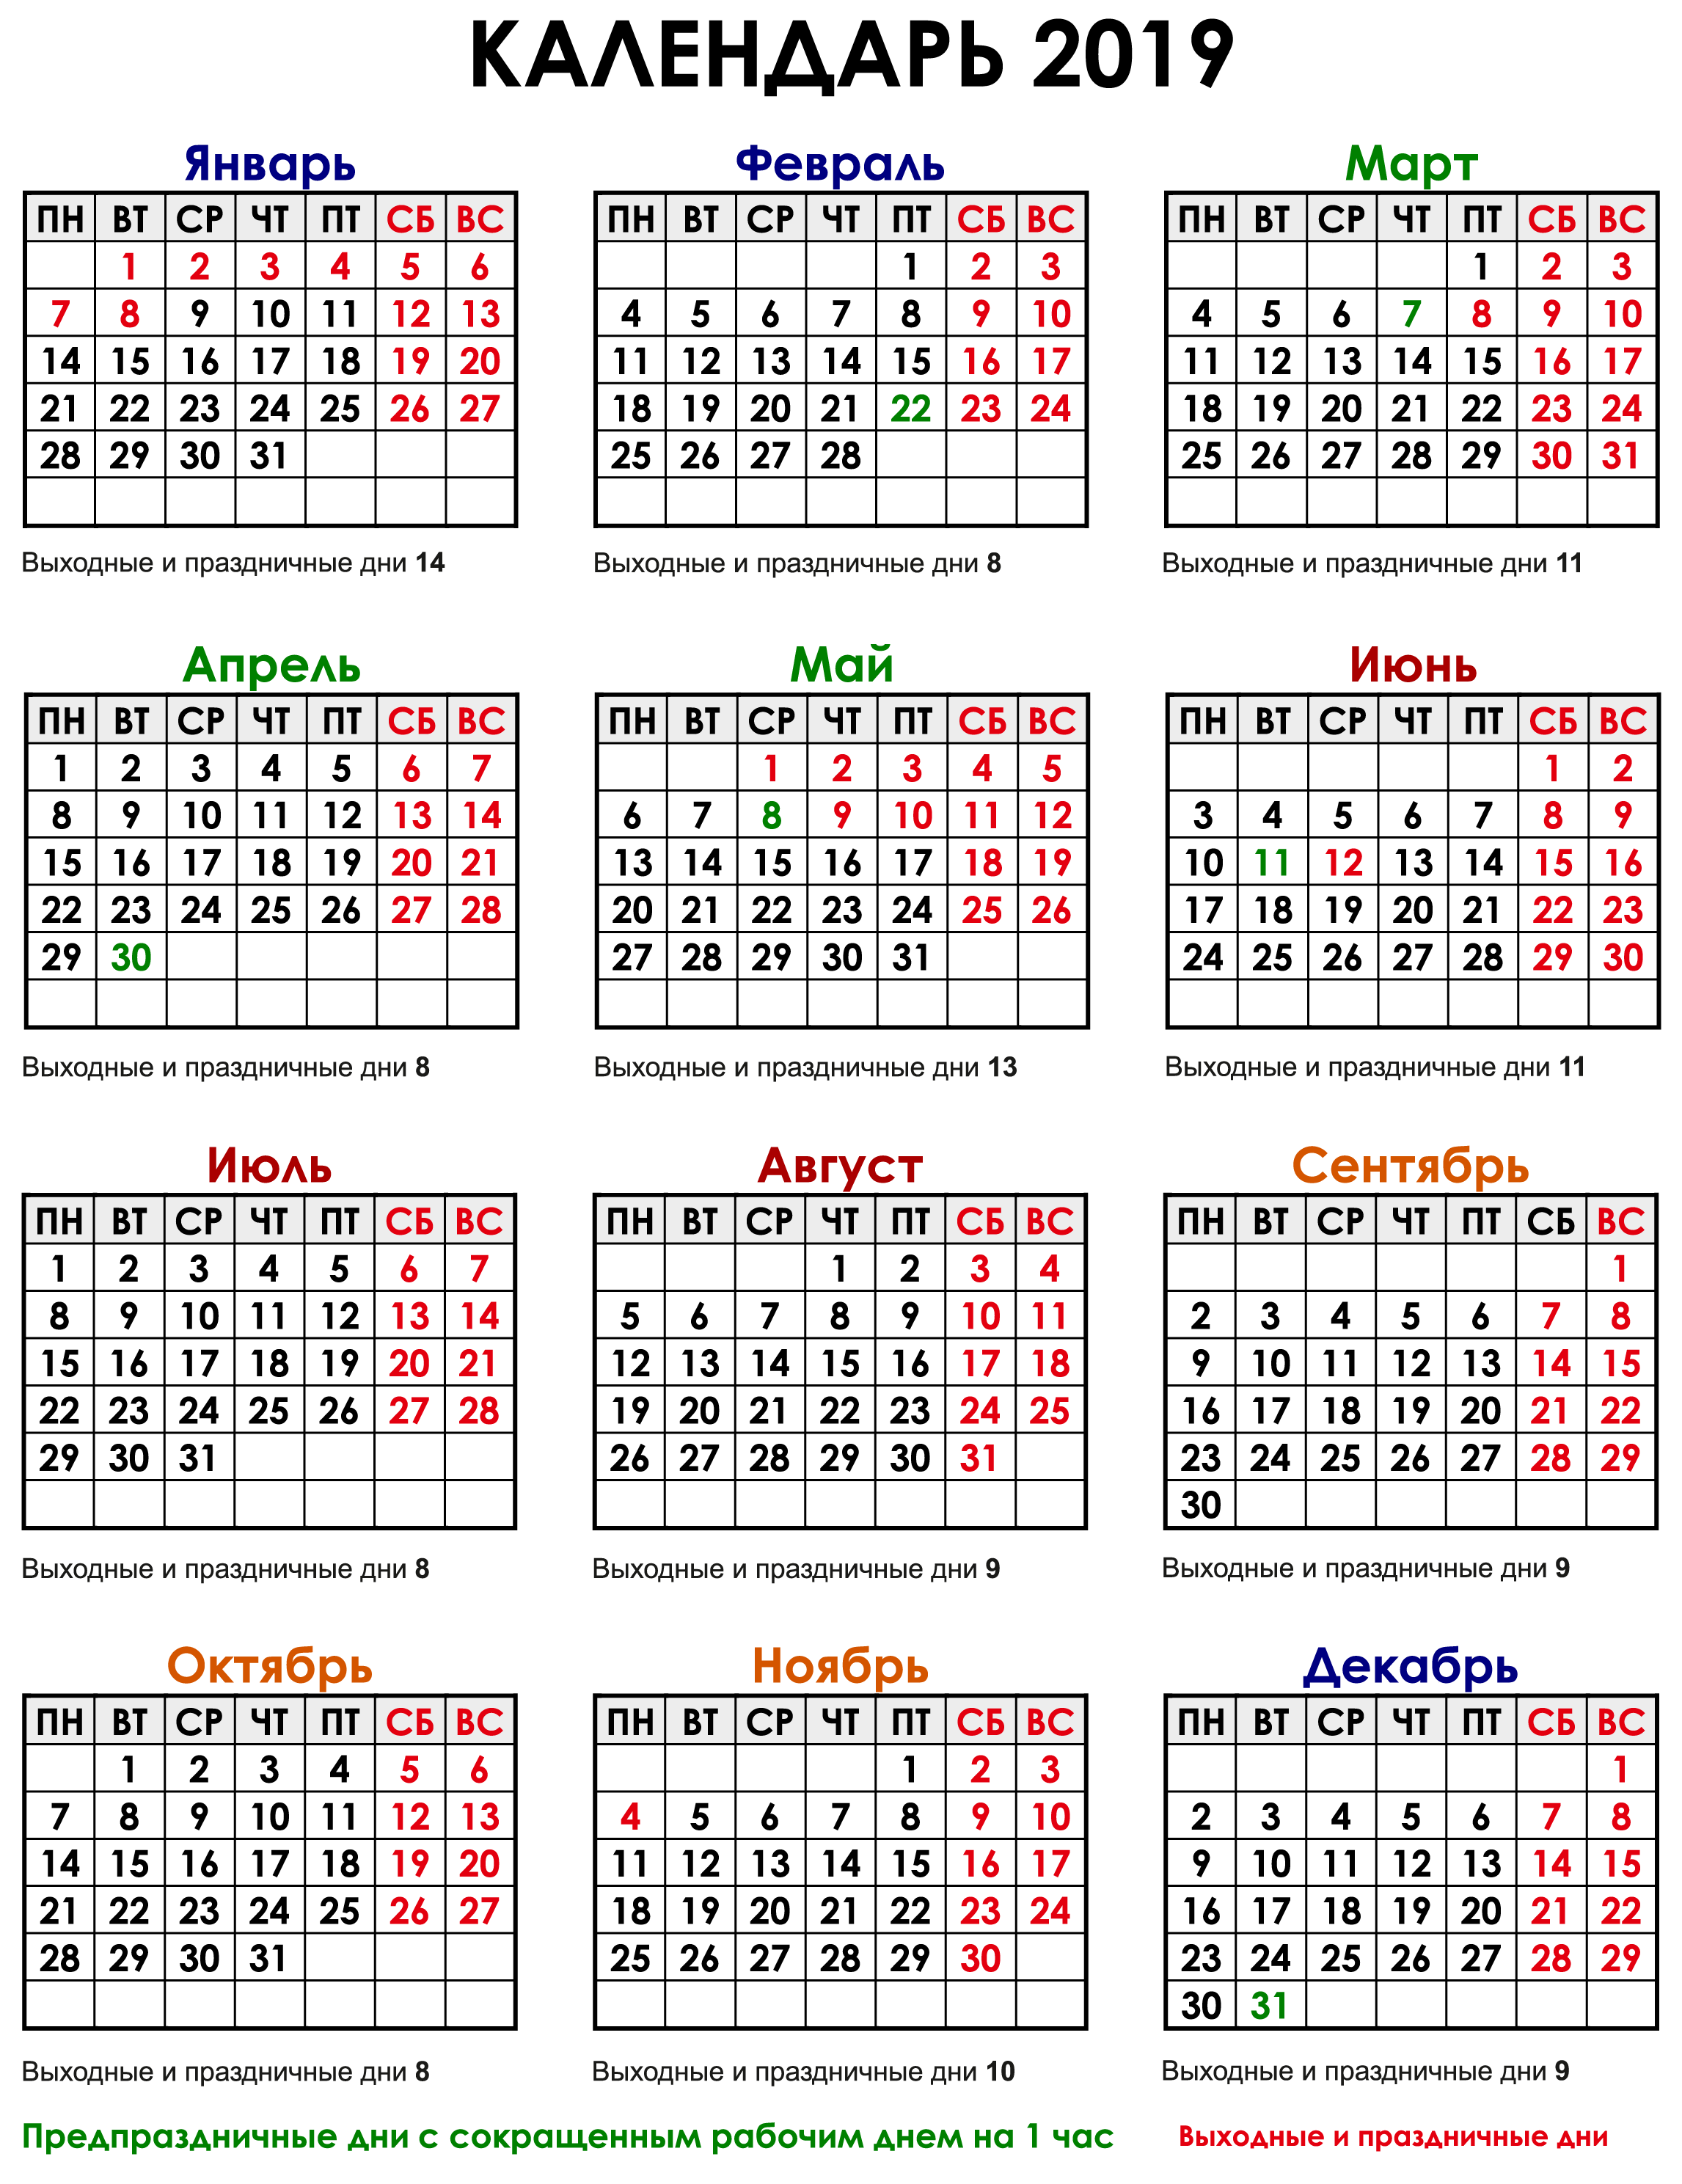 КАЛЕНДАРЬ 2019
Январь
ПН ВТ СР ЧТ ПТ СБ ВС
1 2 3 4 5 6
7 8 9 10 11 12 13
14 15 16 17 18 19 20
21 22 23 24 25 26 27
28 29 30 31
Выходные и праздничные дни 14
Февраль
ПН ВТ СР ЧТ ПТ СБ ВС
1 2 3
4 5 6 7 8 9 10
11 12 13 14 15 16 17
18 19 20 21 22 23 24
25 26 27 28
Выходные и праздничные дни 8
Март
ПН ВТ СР ЧТ ПТ СБ ВС
1 2 3
4 5 6 7 8 9 10
11 12 13 14 15 16 17
18 19 20 21 22 23 24
25 26 27 28 29 30 31
Выходные и праздничные дни 11
Апрель
ПН ВТ СР ЧТ ПТ СБ ВС
1 2 3 4 5 6 7
8 9 10 11 12 13 14
15 16 17 18 19 20 21
22 23 24 25 26 27 28
29 30
Выходные и праздничные дни 8
Май
ПН ВТ СР ЧТ ПТ СБ ВС
1 2 3 4 5
6 7 8 9 10 11 12
13 14 15 16 17 18 19
20 21 22 23 24 25 26
27 28 29 30 31
Выходные и праздничные дни 13
Июнь
ПН ВТ СР ЧТ ПТ СБ ВС
1 2
3 4 5 6 7 8 9
10 11 12 13 14 15 16
17 18 19 20 21 22 23
24 25 26 27 28 29 30
Выходные и праздничные дни 11
Июль
ПН ВТ СР ЧТ ПТ СБ ВС
1 2 3 4 5 6 7
8 9 10 11 12 13 14
15 16 17 18 19 20 21
22 23 24 25 26 27 28
29 30 31
Выходные и праздничные дни 8
Август
ПН ВТ СР ЧТ ПТ СБ ВС
1 2 3 4
5 6 7 8 9 10 11
12 13 14 15 16 17 18
19 20 21 22 23 24 25
26 27 28 29 30 31
Выходные и праздничные дни 9
Сентябрь
ПН ВТ СР ЧТ ПТ СБ ВС
1
2 3 4 5 6 7 8
9 10 11 12 13 14 15
16 17 18 19 20 21 22
23 24 25 26 27 28 29
30
Выходные и праздничные дни 9
Октябрь
ПН ВТ СР ЧТ ПТ СБ ВС
1 2 3 4 5 6
7 8 9 10 11 12 13
14 15 16 17 18 19 20
21 22 23 24 25 26 27
28 29 30 31
Выходные и праздничные дни 8
Ноябрь
ПН ВТ СР ЧТ ПТ СБ ВС
1 2 3
4 5 6 7 8 9 10
11 12 13 14 15 16 17
18 19 20 21 22 23 24
25 26 27 28 29 30
Выходные и праздничные дни 10
Декабрь
ПН ВТ СР ЧТ ПТ СБ ВС
1
2 3 4 5 6 7 8
9 10 11 12 13 14 15
16 17 18 19 20 21 22
23 24 25 26 27 28 29
30 31
Выходные и праздничные дни 9
Предпраздничные дни с сокращенным рабочим днем на 1 час
Выходные и праздничные дни